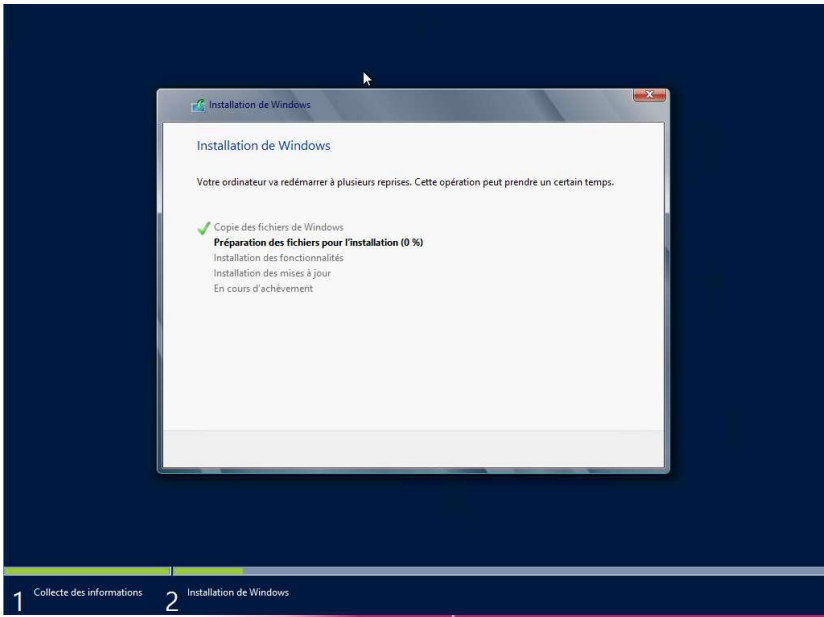 Installation de Windows
Installation de Windows
Votre ordinateur va redémarrer à plusieurs reprises. Cette opération peut prendre un certain temps.
Copie des fichiers de Windows
Préparation des fichiers pour l'installation (0 %)
Installation des fonctionnalités
Installation des mises à jour
En cours d'achèvement
1 Collecte des informations 2 Installation de Windows